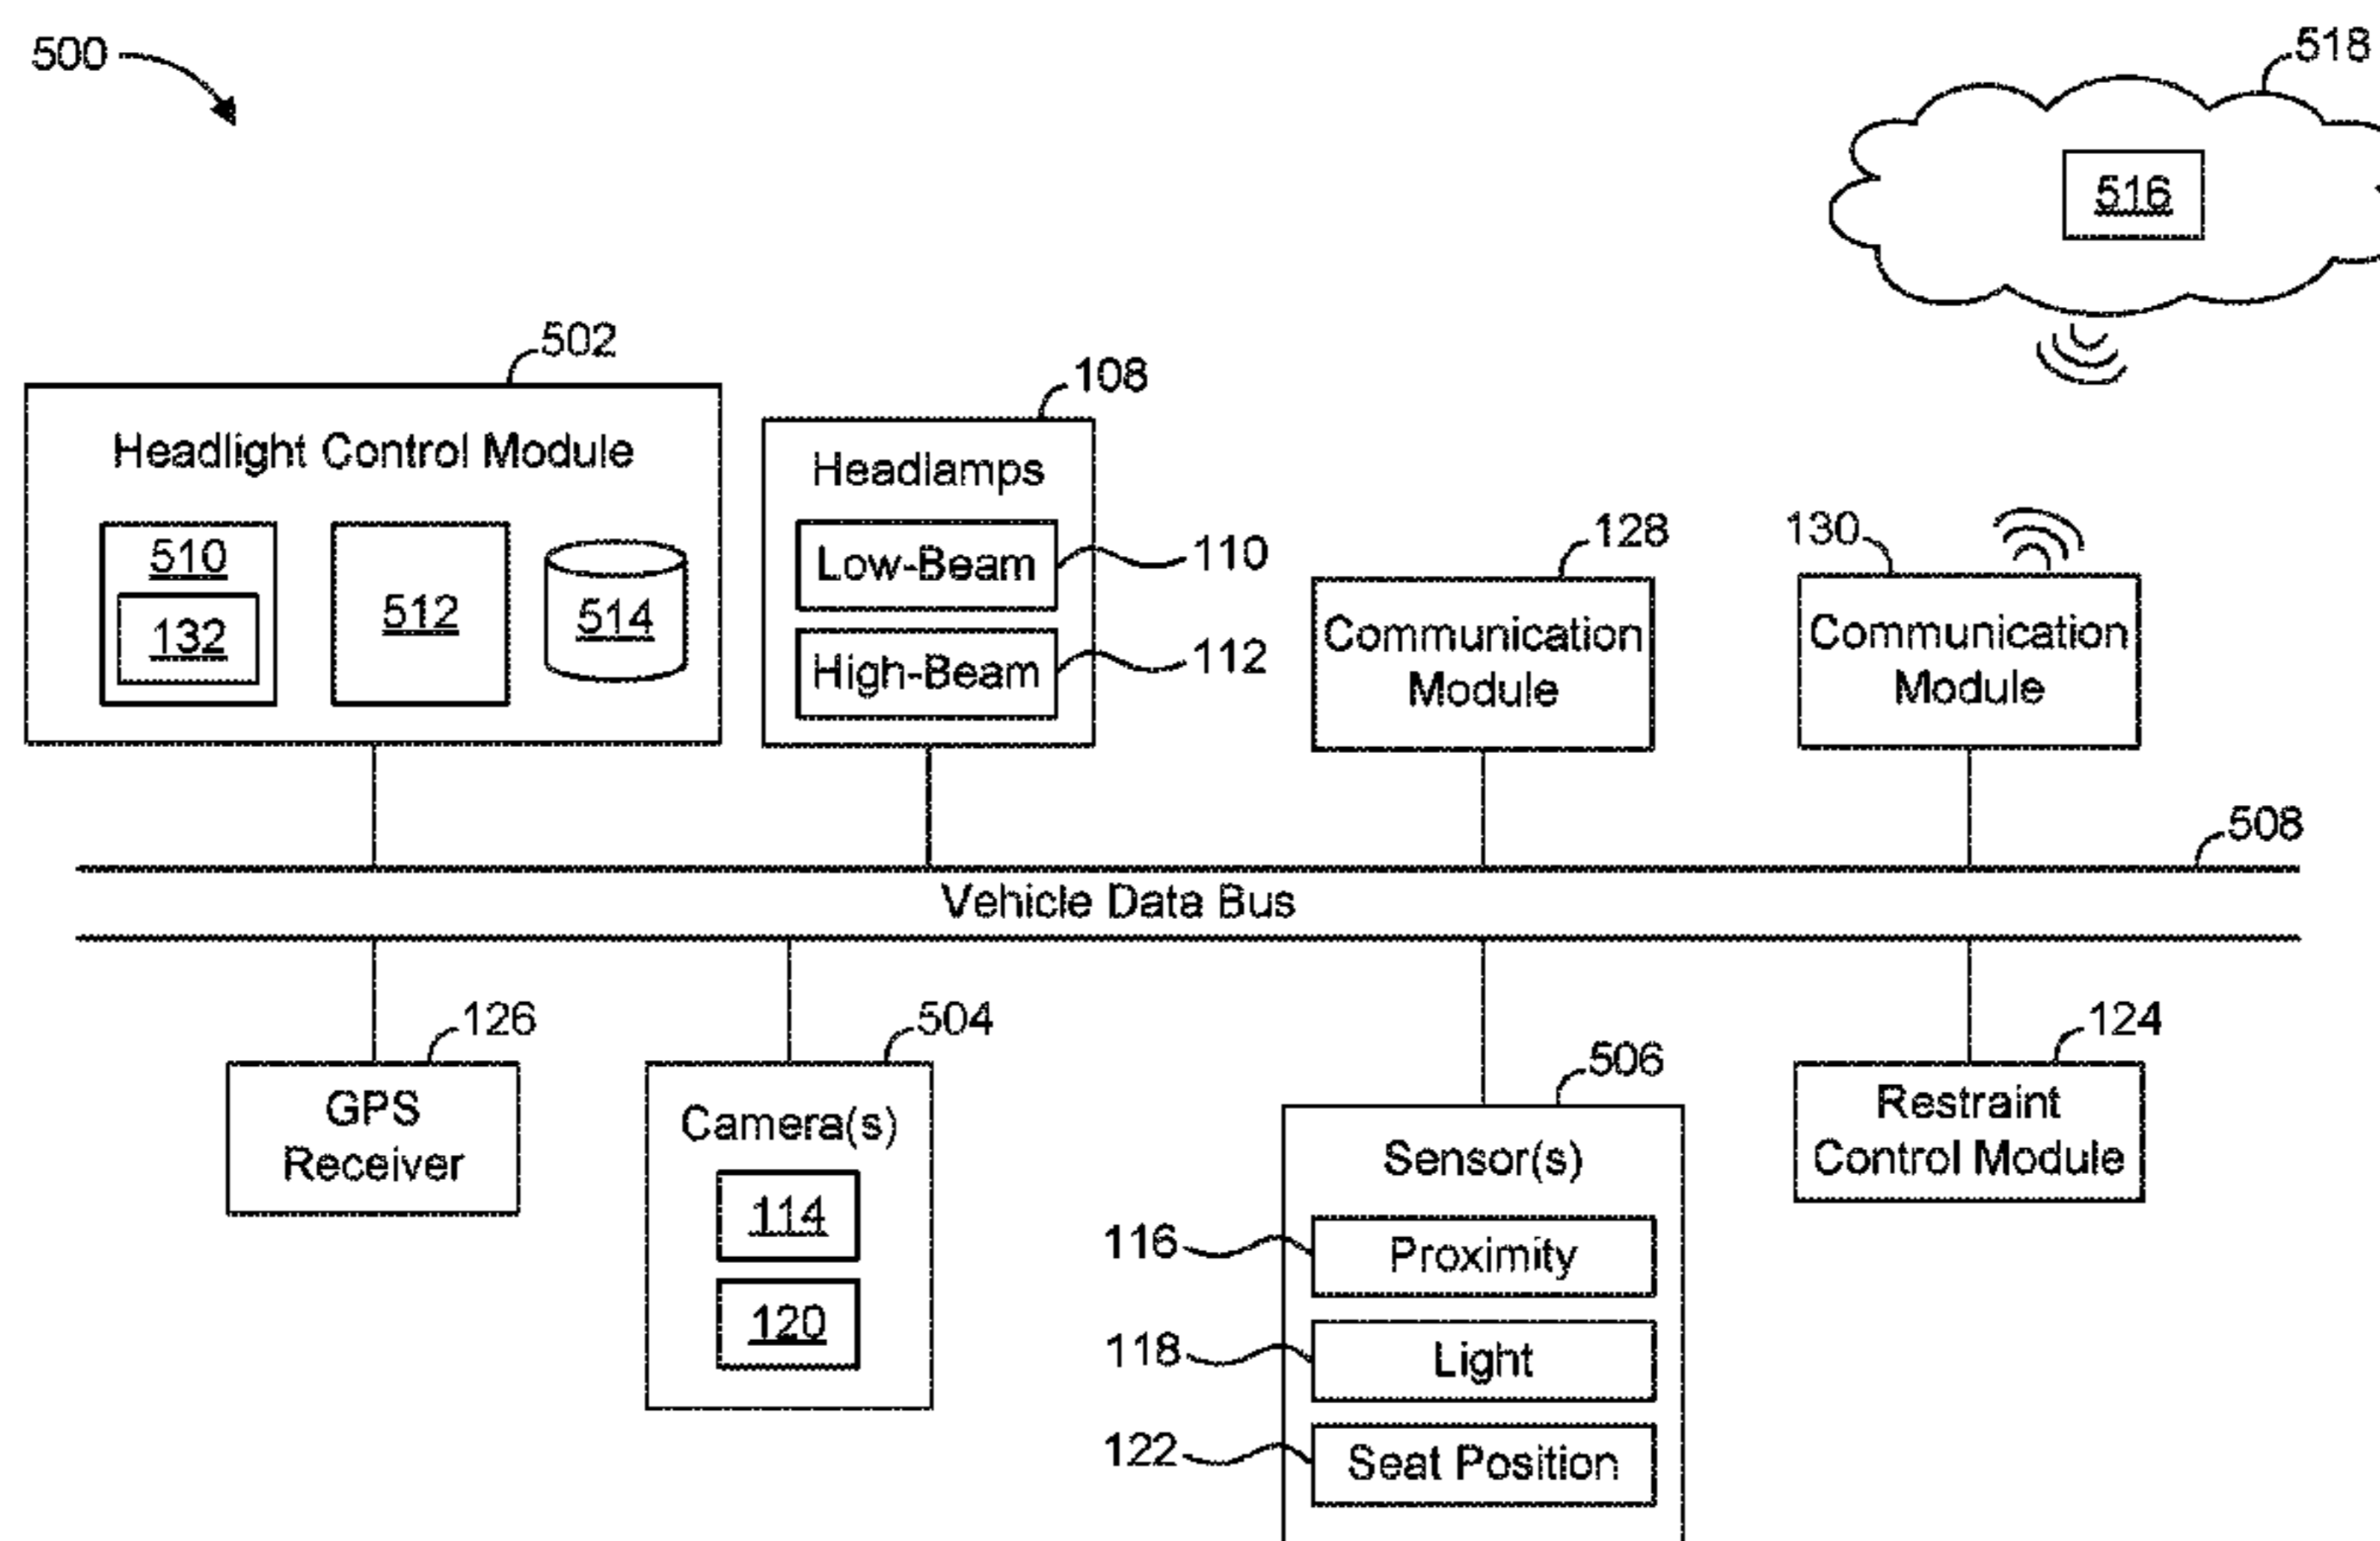 500
518
516
502
108
Headlight Control Module
Headlamps
510
132
512
514
Low-Beam
110
High-Beam
112
128
130
Communication
Module
Communication
Module
508
Vehicle Data Bus
126
504
506
124
GPS
Receiver
Camera(s)
114
120
Sensor(s)
116
Proximity
118
Light
122
Seat Position
Restraint
Control Module